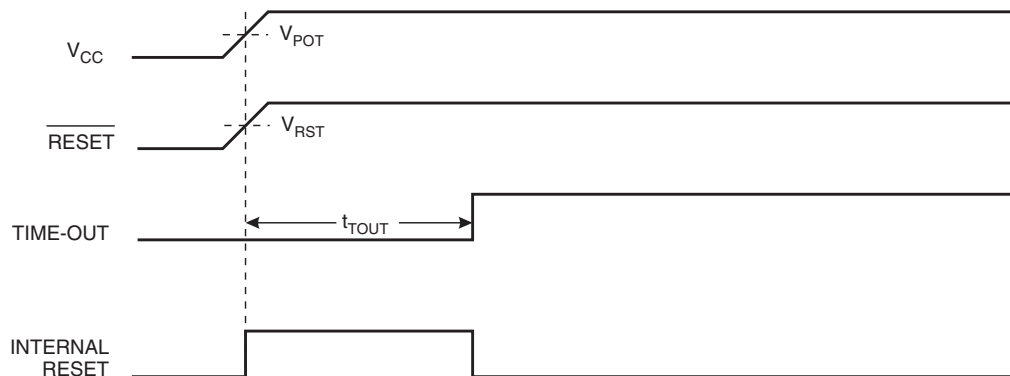 V_CC
V_POT
RESET
V_RST
TIME-OUT
t_TOUT
INTERNAL
RESET